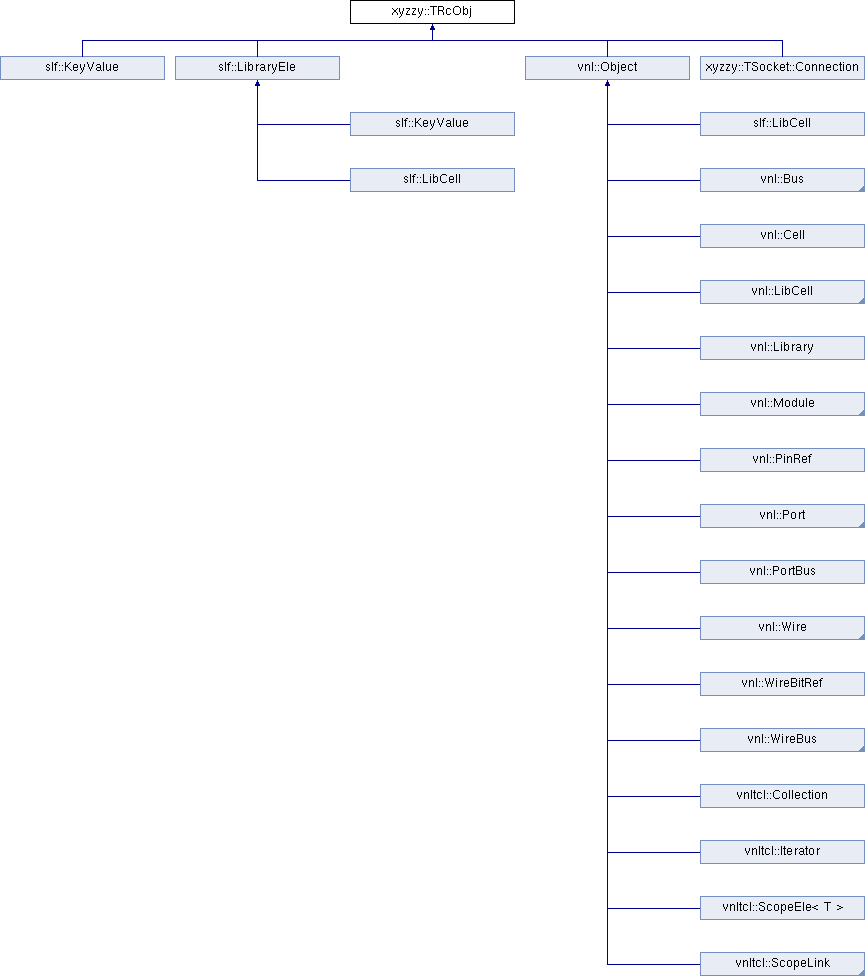 xyzzy::TRcObj
slf::KeyValue
slf::LibraryEle
vnl::Object
xyzzy::TSocket::Connection
slf::KeyValue
slf::LibCell
slf::LibCell
vnl::Bus
vnl::Cell
vnl::LibCell
vnl::Library
vnl::Module
vnl::PinRef
vnl::Port
vnl::PortBus
vnl::Wire
vnl::WireBitRef
vnl::WireBus
vnltcl::Collection
vnltcl::Iterator
vnltcl::ScopeEle< T >
vnltcl::ScopeLink